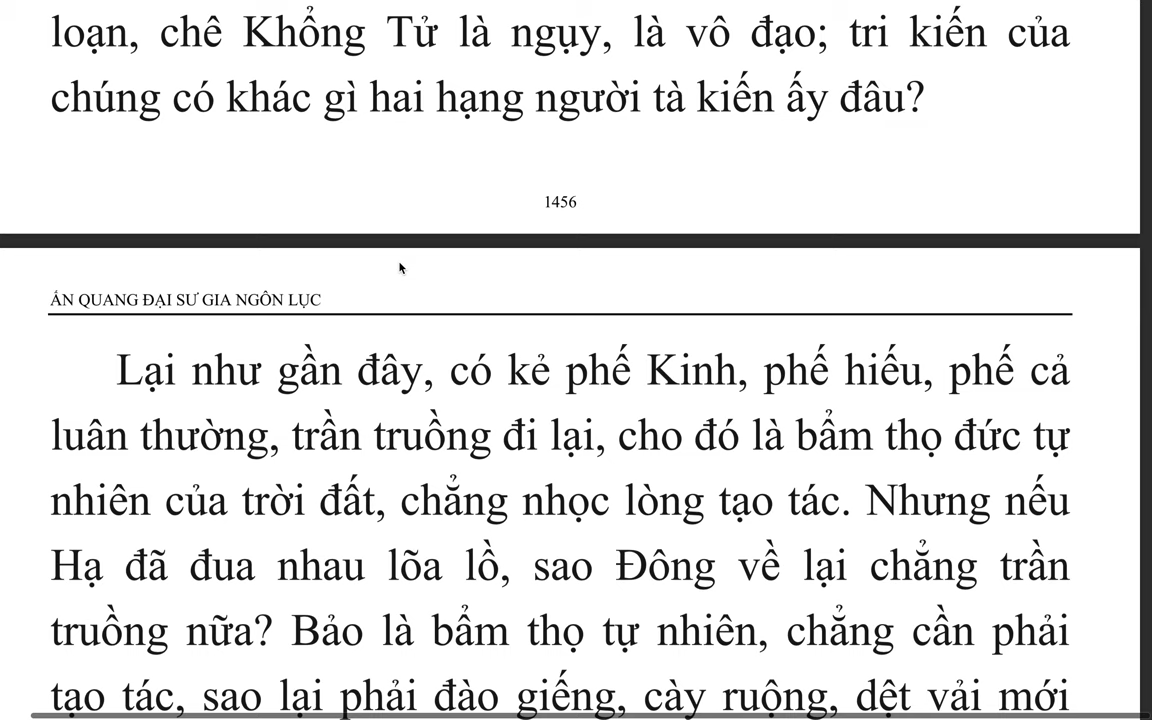 loạn, chê Khổng Tử là ngụy, là vô đạo; tri kiến của
chúng có khác gì hai hạng người tà kiến ấy đâu?
1456
ẤN QUANG ĐẠI SƯ GIA NGÔN LỤC
Lại như gần đây, có kẻ phế Kinh, phế hiếu, phế cả
luân thường, trần truồng đi lại, cho đó là bẩm thọ đức tự
nhiên của trời đất, chẳng nhọc lòng tạo tác. Nhưng nếu
Hạ đã đua nhau lõa lồ, sao Đông về lại chẳng trần
truồng nữa? Bảo là bẩm thọ tự nhiên, chẳng cần phải
tạo tác, sao lại phải đào giếng, cày ruộng, dệt vải mới